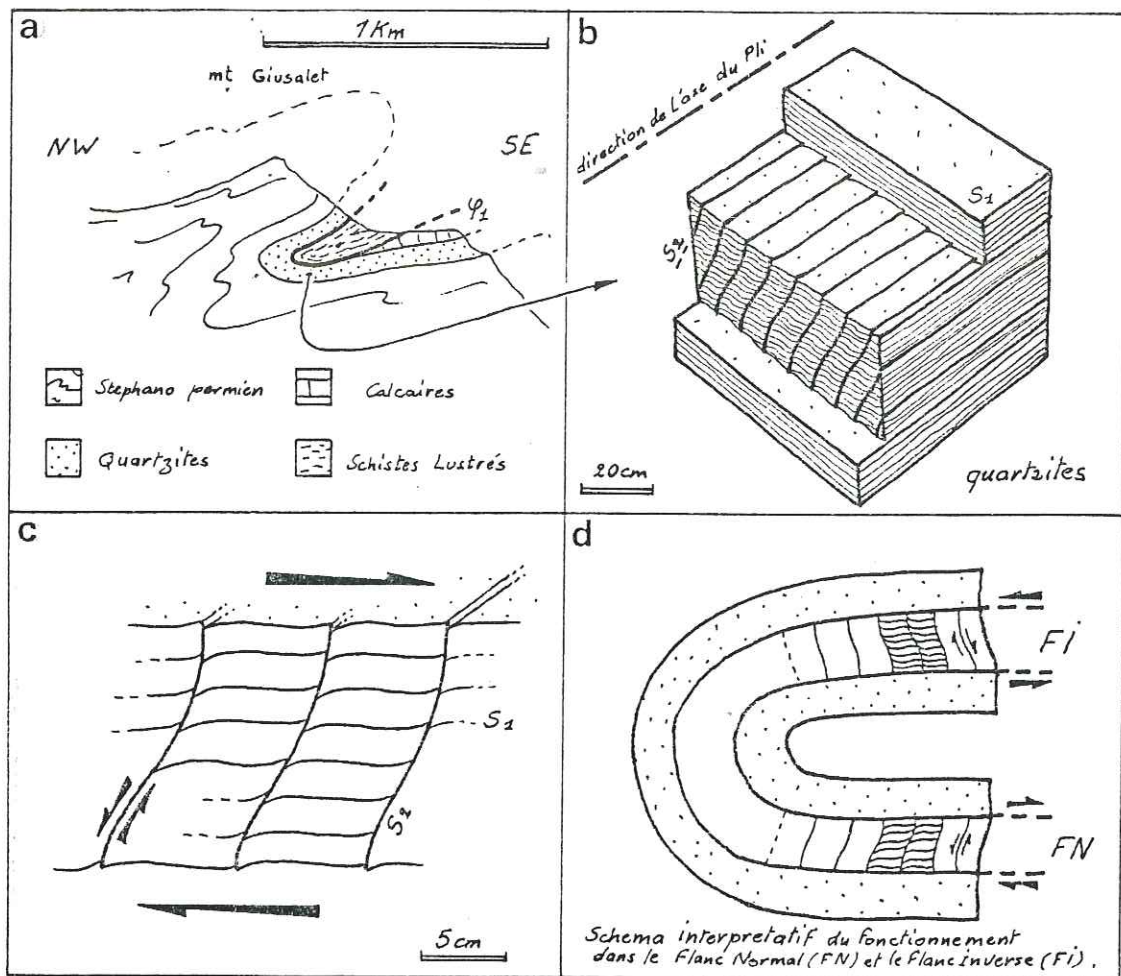 a
1 Km
mt Giusalet
NW
SE
φ1
1
Stephano permien
Calcaires
Quartzites
Schistes Lustrés
b
direction de L'axe du Pli
S1
20cm
quartzites
c
S1
S2
5cm
d
Fi
FN
Schema interpretatif du fonctionnement
dans le Flanc Normal (FN) et le Flanc inverse (Fi).